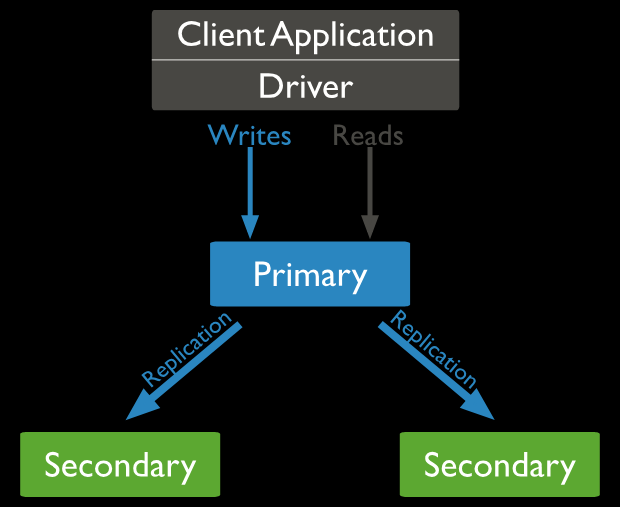 Client Application
Driver
Writes
Reads
Primary
Replication
Replication
Secondary
Secondary